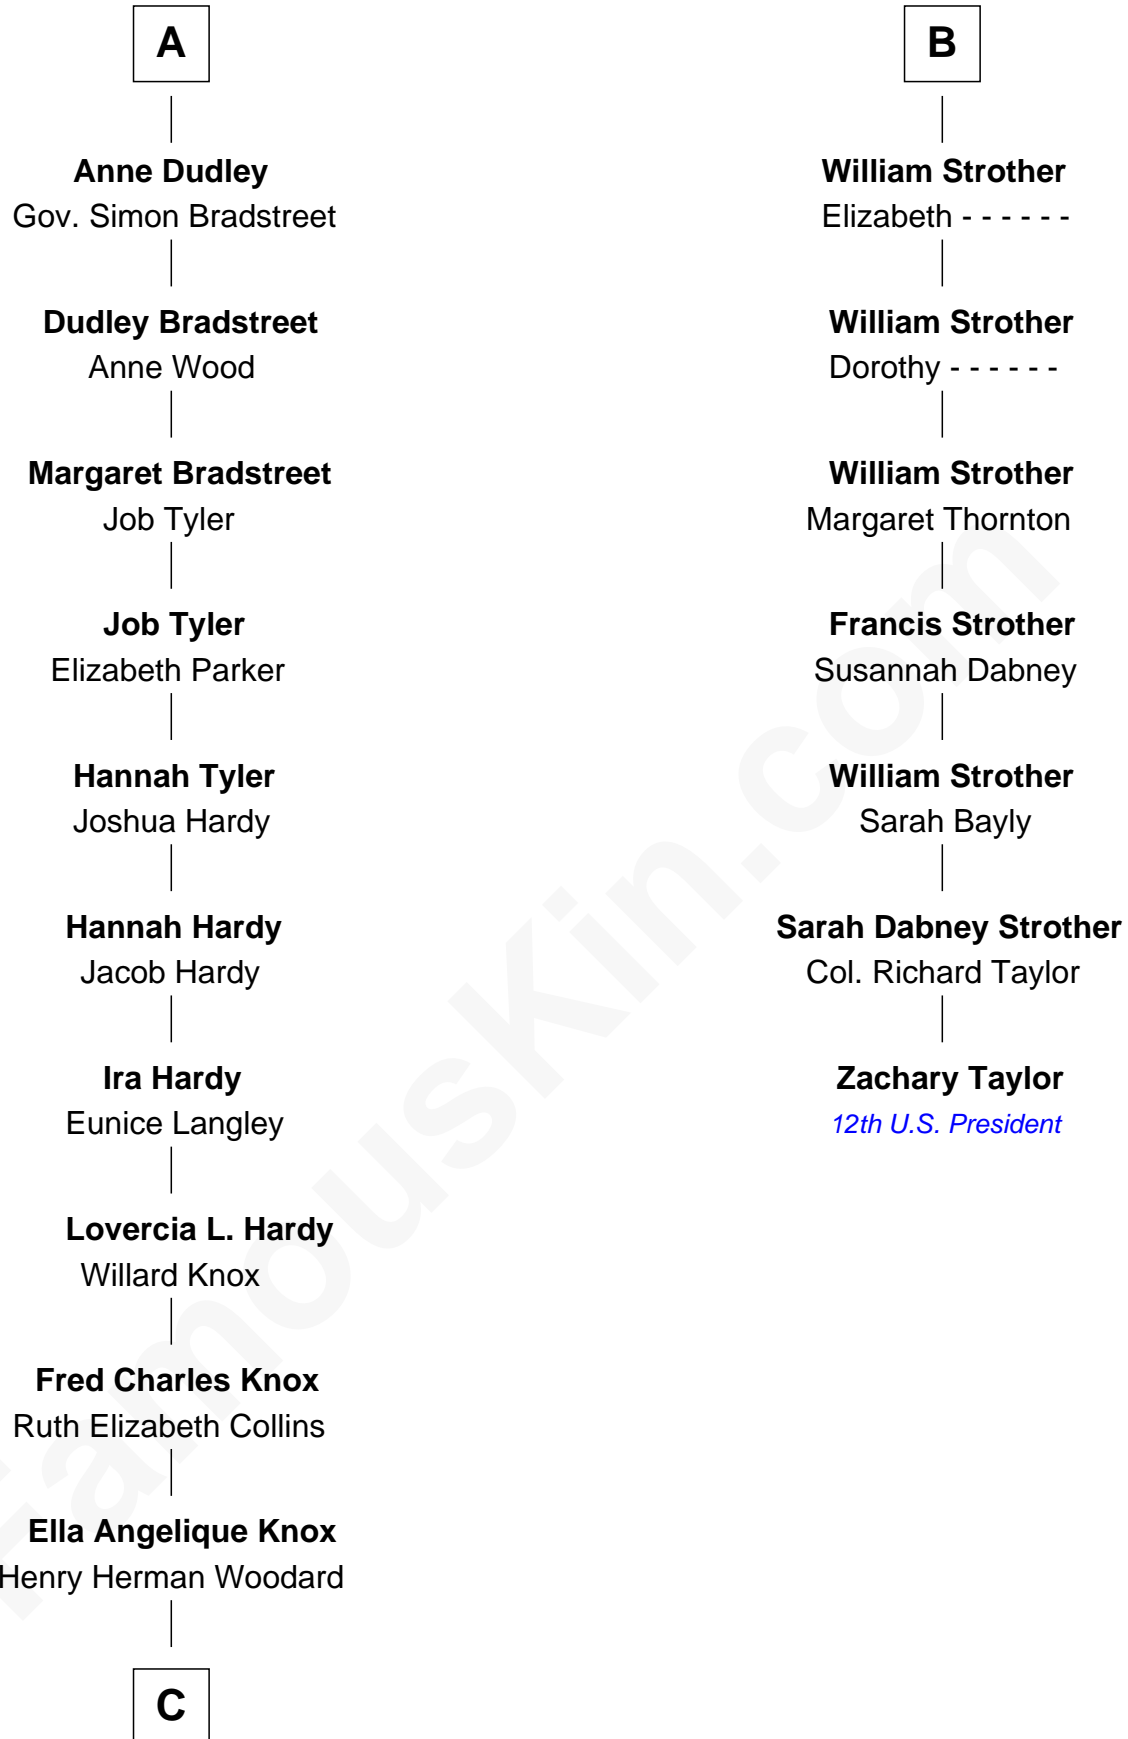 A
Anne Dudley
Gov. Simon Bradstreet
Dudley Bradstreet
Anne Wood
Margaret Bradstreet
Job Tyler
Job Tyler
Elizabeth Parker
Hannah Tyler
Joshua Hardy
Hannah Hardy
Jacob Hardy
Ira Hardy
Eunice Langley
Lovercia L. Hardy
Willard Knox
Fred Charles Knox
Ruth Elizabeth Collins
Ella Angelique Knox
Henry Herman Woodard
C
B
William Strother
Elizabeth - - - - - -
William Strother
Dorothy - - - - - -
William Strother
Margaret Thornton
Francis Strother
Susannah Dabney
William Strother
Sarah Bayly
Sarah Dabney Strother
Col. Richard Taylor
Zachary Taylor
12th U.S. President
FamousKin.com